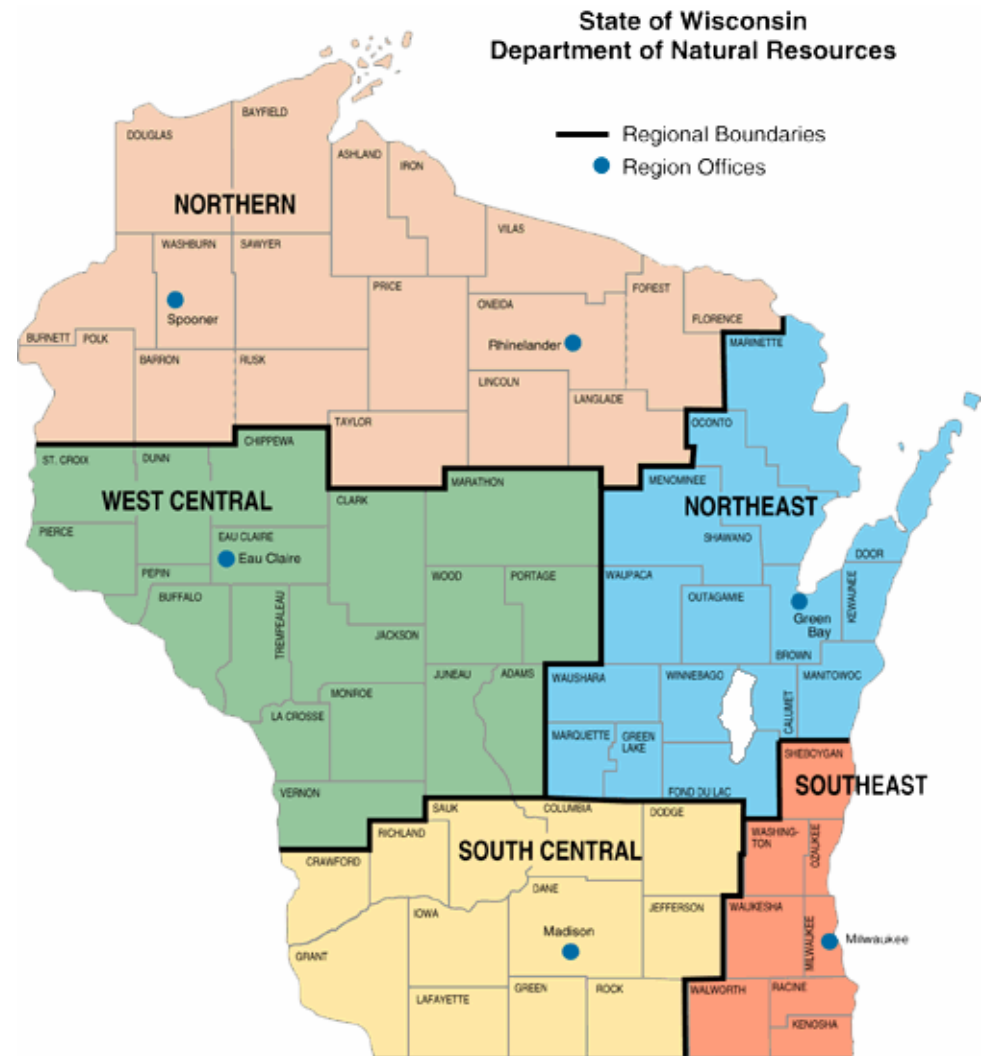 State of Wisconsin
Department of Natural Resources
Regional Boundaries
Region Offices
BAYFIELD
DOUGLAS
ASHLAND
IRON
NORTHERN
VILAS
WASHBURN
SAWYER
PRICE
FOREST
ONEIDA
Spooner
FLORENCE
BURNETT
POLK
Rhinelander
MARINETTE
BARRON
RUSK
LINCOLN
LANGLADE
TAYLOR
OCONTO
CHIPPEWA
ST. CROIX
DUNN
MARATHON
MENOMINEE
WEST CENTRAL
CLARK
NORTHEAST
PIERCE
EAU CLAIRE
SHAWANO
Eau Claire
DOOR
PEPIN
WOOD
PORTAGE
WAUPACA
BUFFALO
OUTAGAMIE
KEWAUNEE
TREMPEALEAU
Green
Bay
JACKSON
BROWN
JUNEAU
ADAMS
WAUSHARA
WINNEBAGO
MANITOWOC
MONROE
CALUMET
LA CROSSE
MARQUETTE
GREEN
LAKE
SHEBOYGAN
SOUTHEAST
VERNON
FOND DU LAC
SAUK
COLUMBIA
DODGE
RICHLAND
WASHING-
TON
OZAUKEE
SOUTH CENTRAL
CRAWFORD
DANE
IOWA
JEFFERSON
WAUKESHA
Madison
MILWAUKEE
Milwaukee
GRANT
LAFAYETTE
GREEN
ROCK
WALWORTH
RACINE
KENOSHA